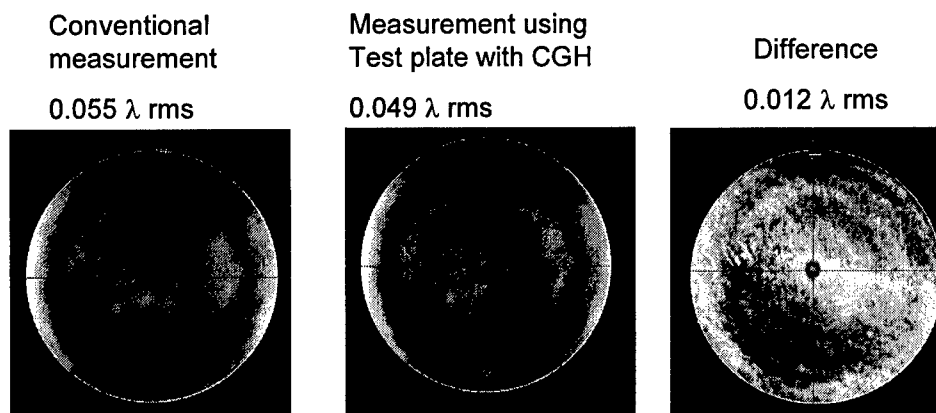 Conventional
measurement
0.055 λ rms
Measurement using
Test plate with CGH
0.049 λ rms
Difference
0.012 λ rms